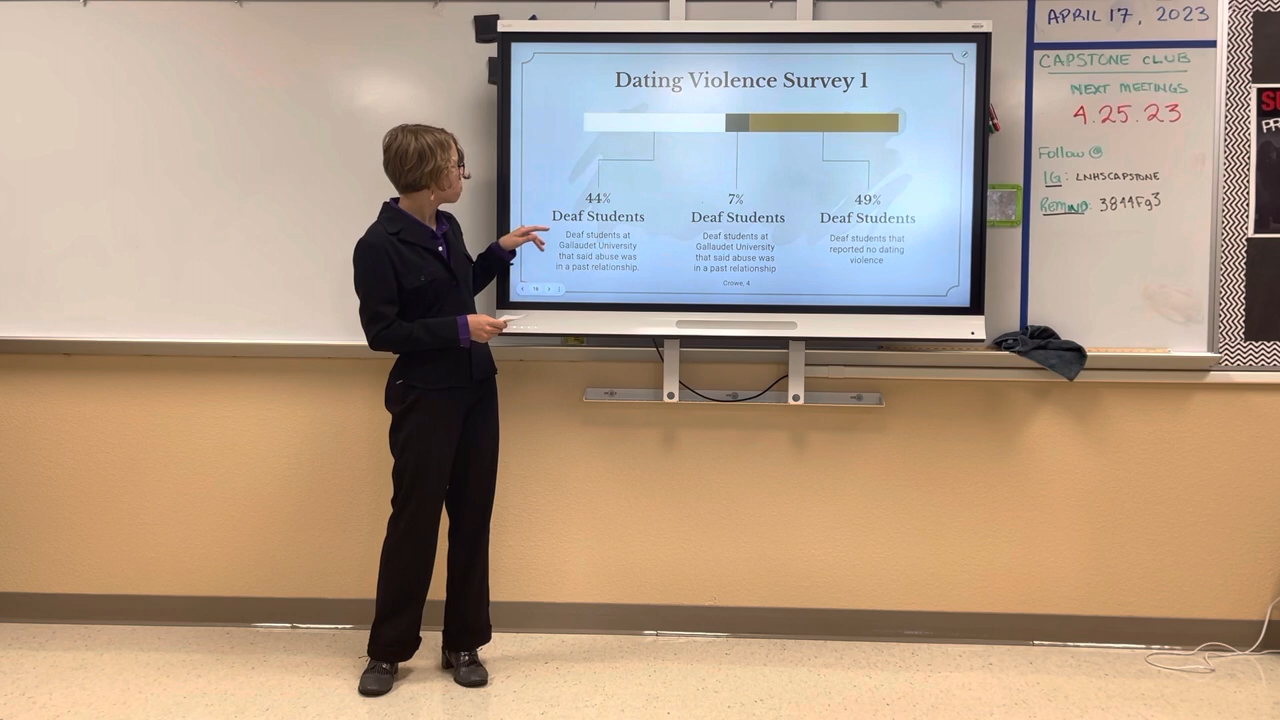 Dating Violence Survey 1
44%
Deaf Students
Deaf students at
Gallaudet University
that said abuse was
in a past relationship.
7%
Deaf Students
Deaf students at
Gallaudet University
that said abuse was
in a past relationship
Crowe, 4
49%
Deaf Students
Deaf students that
reported no dating
violence
18
APRIL 17, 2023
CAPSTONE CLUB
NEXT MEETINGS
4.25.23
Follow @
IG: LNHSCAPSTONE
REMIND: 3844Fg3